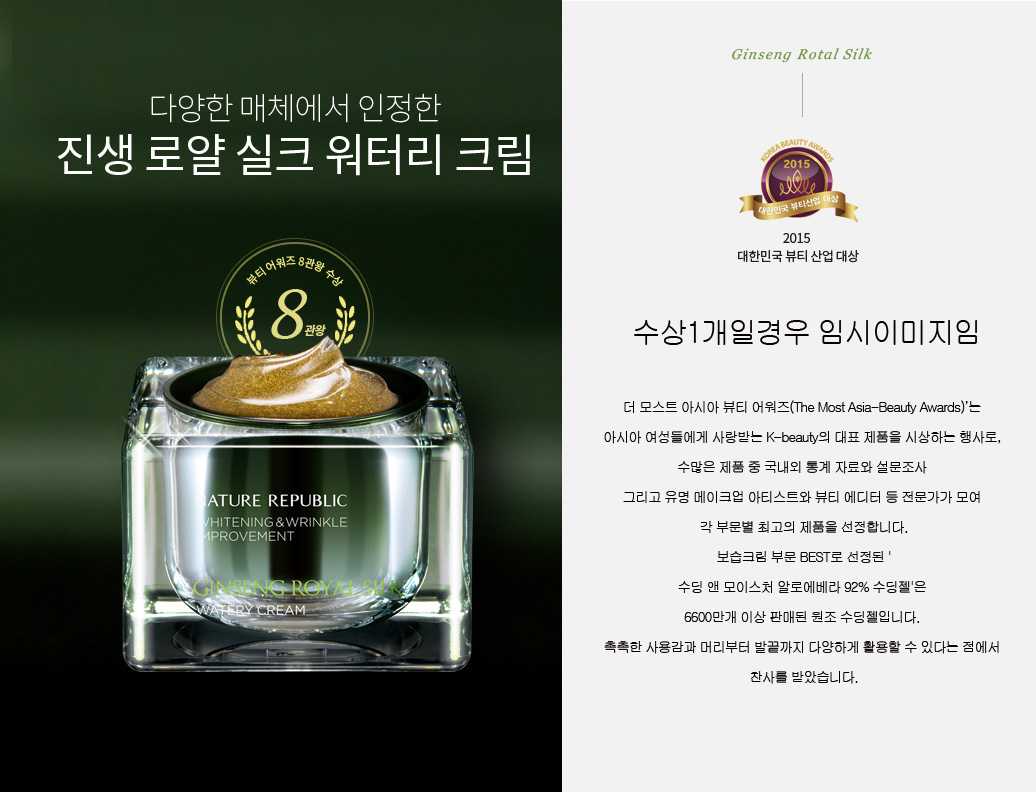 다양한 매체에서 인정한
진생 로얄 실크 워터리 크림
뷰티 어워즈 8관왕 수상
8관왕
NATURE REPUBLIC
WHITENING & WRINKLE
IMPROVEMENT
GINSENG ROYAL SILK
WATERY CREAM
Ginseng Rotal Silk
KOREA BEAUTY AWARDS
2015
대한민국 뷰티산업 대상
2015
대한민국 뷰티 산업 대상
수상1개일경우 임시이미지임
더 모스트 아시아 뷰티 어워즈(The Most Asia-Beauty Awards)'는
아시아 여성들에게 사랑받는 K-beauty의 대표 제품을 시상하는 행사로,
수많은 제품 중 국내외 통계 자료와 설문조사
그리고 유명 메이크업 아티스트와 뷰티 에디터 등 전문가가 모여
각 부문별 최고의 제품을 선정합니다.
보습크림 부문 BEST로 선정된 '
수딩 앤 모이스처 알로에베라 92% 수딩젤'은
6600만개 이상 판매된 원조 수딩젤입니다.
촉촉한 사용감과 머리부터 발끝까지 다양하게 활용할 수 있다는 점에서
찬사를 받았습니다.